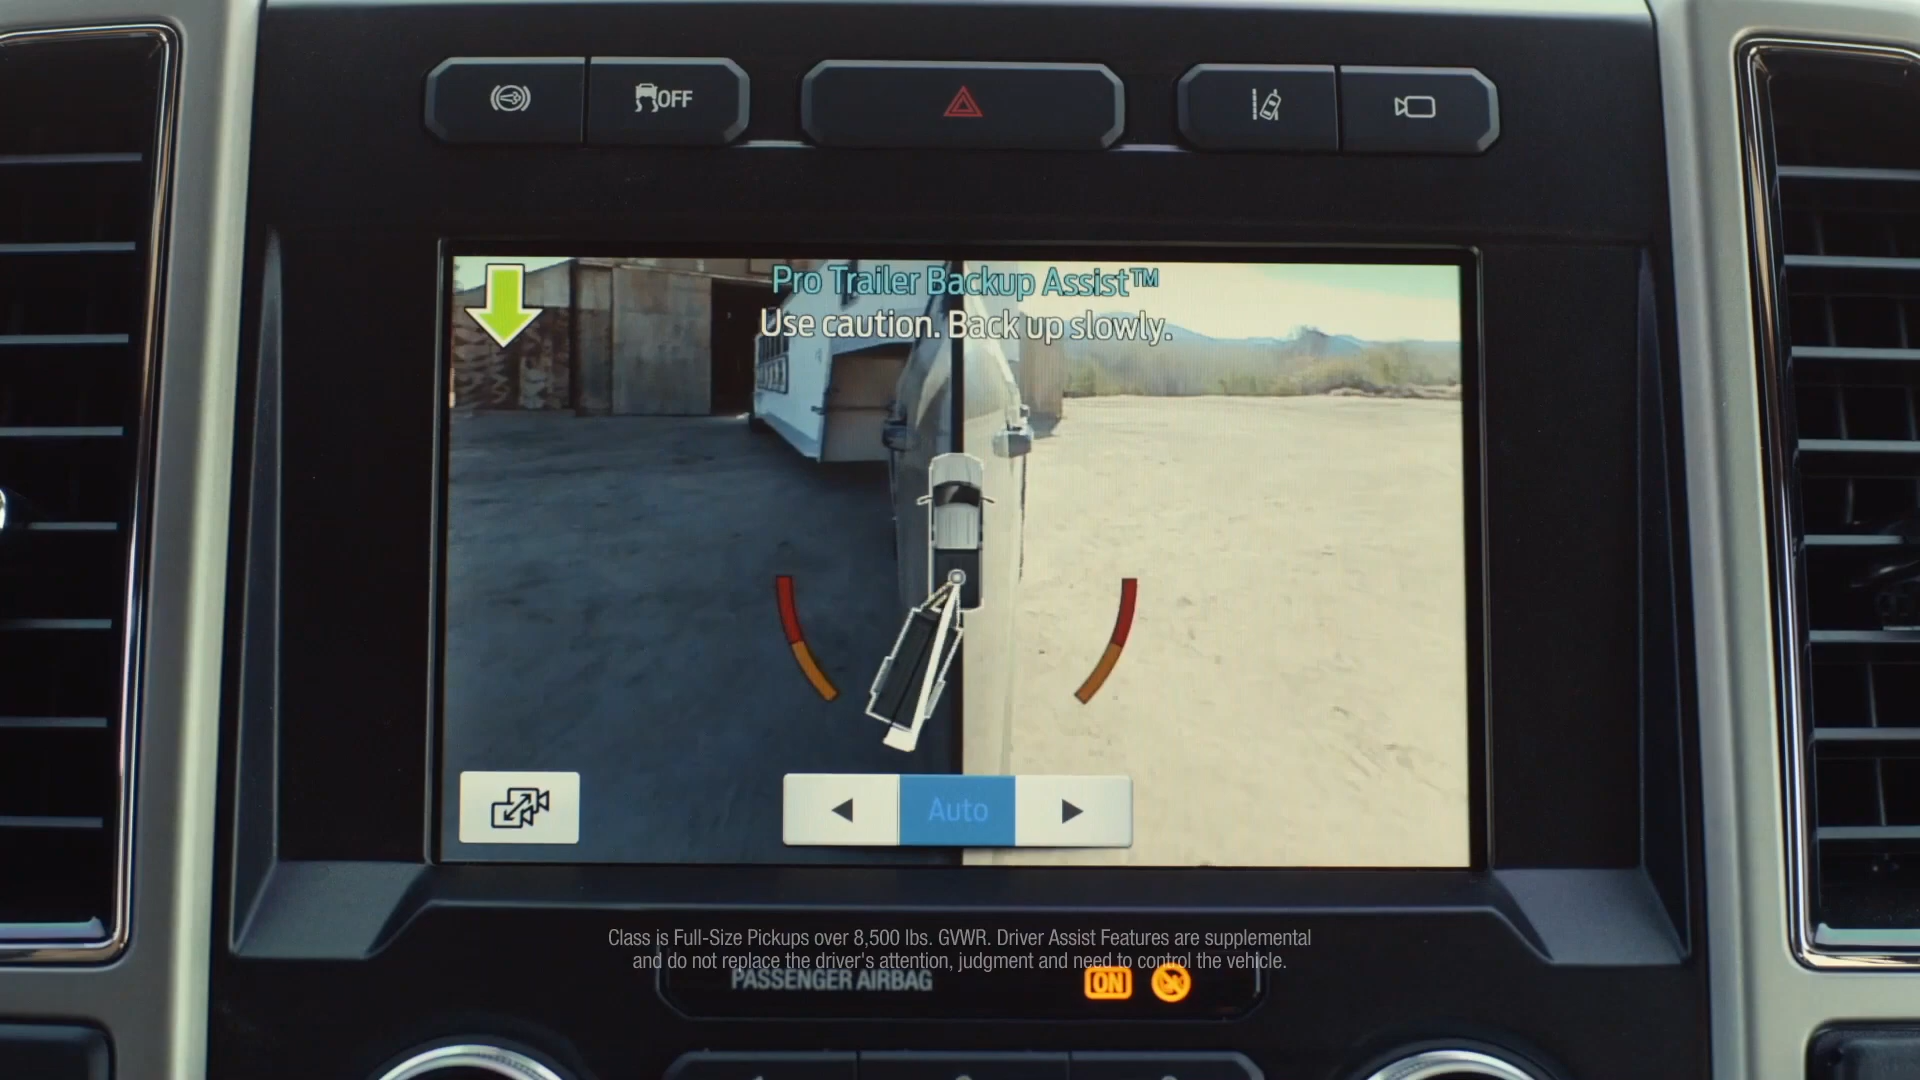 OFF
Pro Trailer Backup Assist™
Use caution. Back up slowly.
Auto
Class is Full-Size Pickups over 8,500 lbs. GVWR. Driver Assist Features are supplemental
and do not replace the driver's attention, judgment and need to control the vehicle.
PASSENGER AIRBAG ON